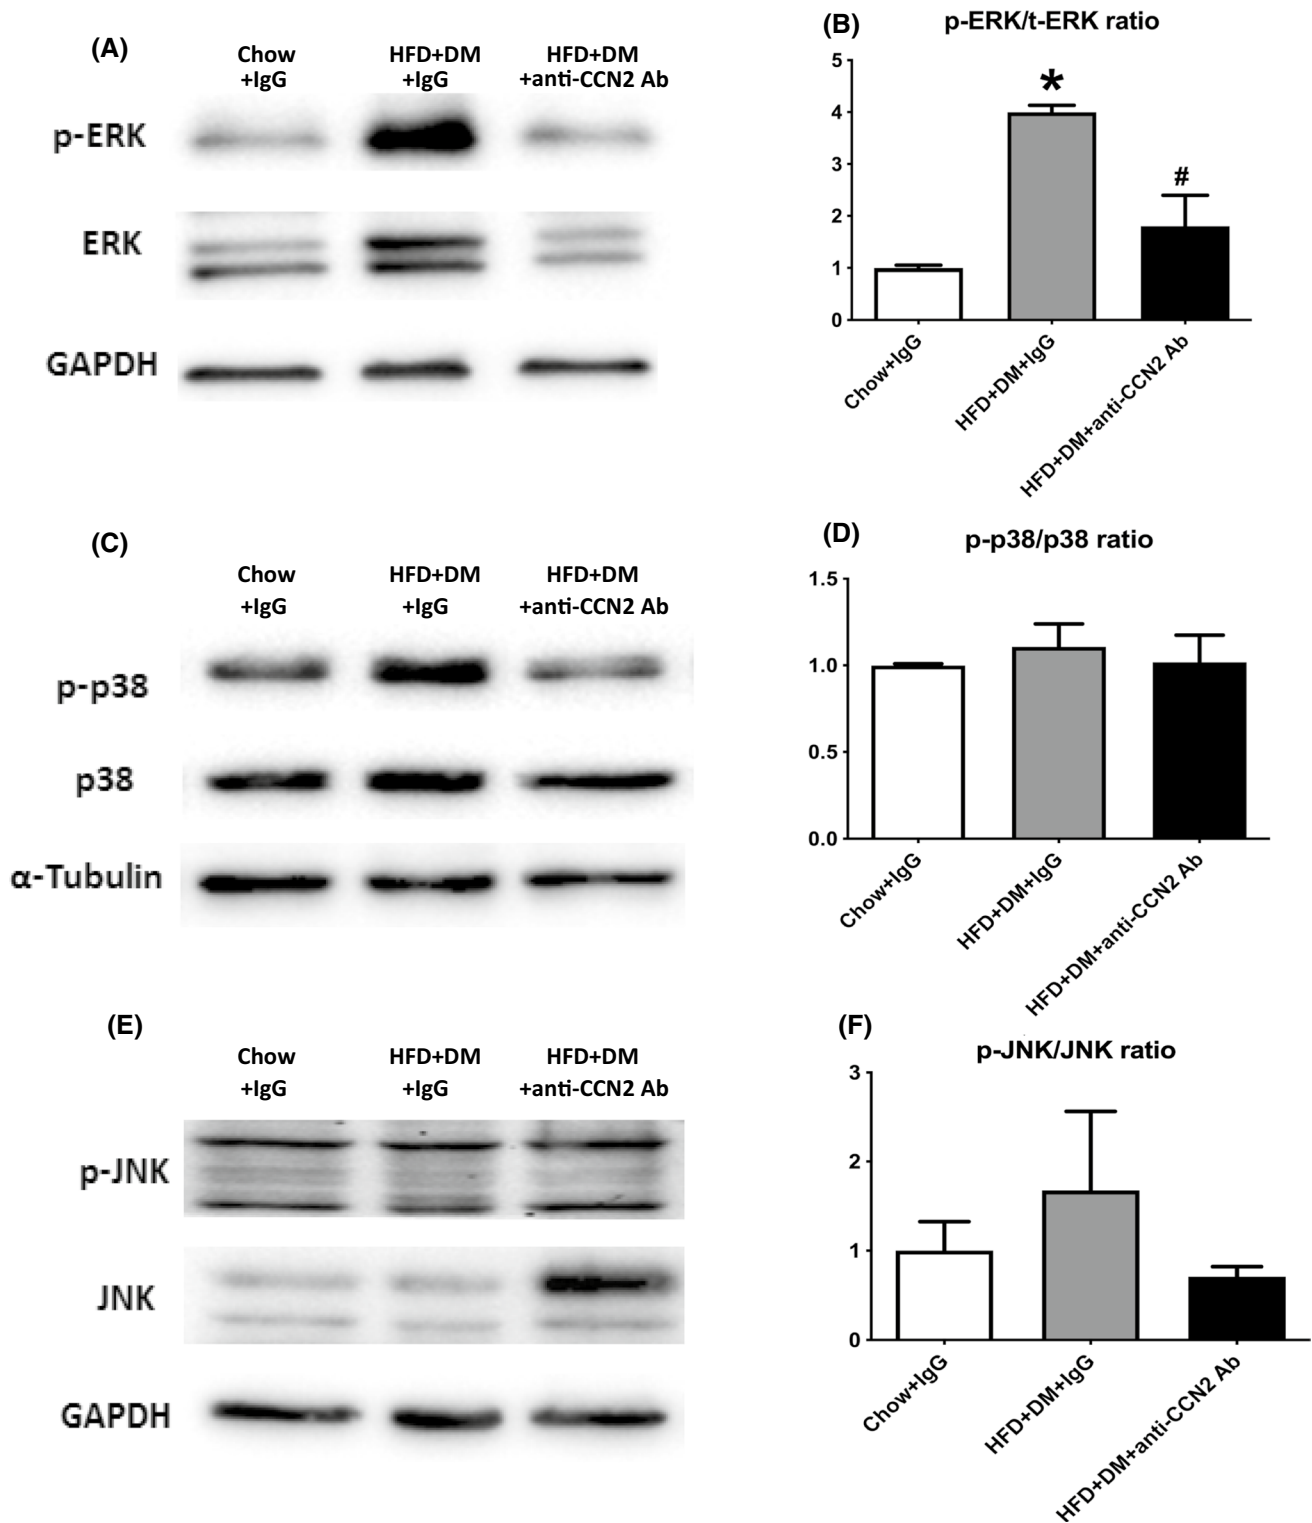 (A)
Chow
+IgG
HFD+DM
+IgG
HFD+DM
+anti-CCN2 Ab
p-ERK
ERK
GAPDH
(B)
p-ERK/t-ERK ratio
5
4
3
2
1
0
*
#
Chow+IgG
HFD+DM+IgG
HFD+DM+anti-CCN2 Ab
(C)
Chow
+IgG
HFD+DM
+IgG
HFD+DM
+anti-CCN2 Ab
p-p38
p38
α-Tubulin
(D)
p-p38/p38 ratio
1.5
1.0
0.5
0.0
Chow+IgG
HFD+DM+IgG
HFD+DM+anti-CCN2 Ab
(E)
Chow
+IgG
HFD+DM
+IgG
HFD+DM
+anti-CCN2 Ab
p-JNK
JNK
GAPDH
(F)
p-JNK/JNK ratio
3
2
1
0
Chow+IgG
HFD+DM+IgG
HFD+DM+anti-CCN2 Ab